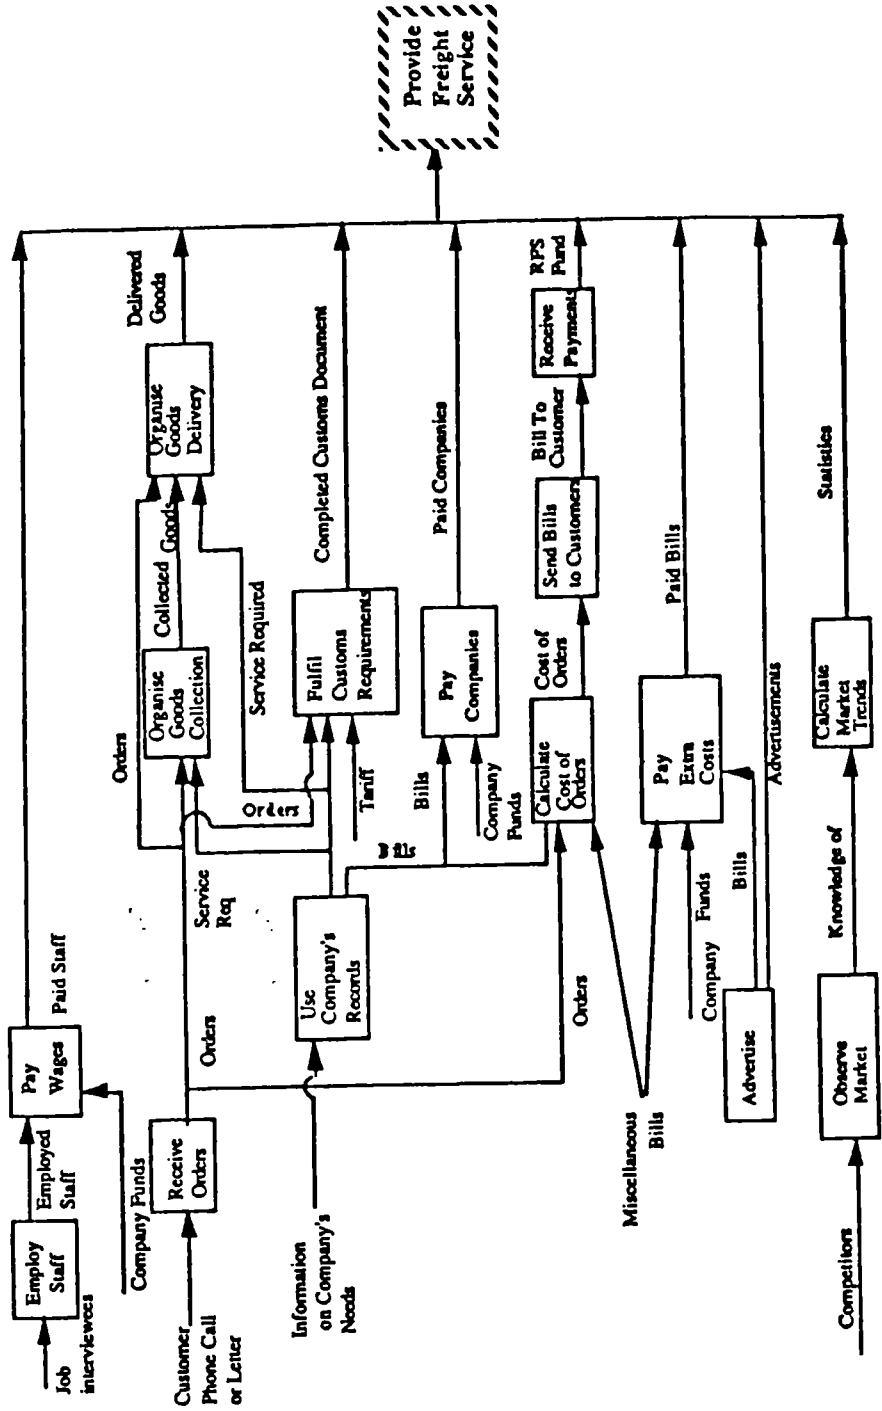 Provide
Freight
Service
Job
interviewees
Employ
Staff
Employed
Staff
Pay
Wages
Paid Staff
Company Funds
Customer
Phone Call
or Letter
Receive
Orders
Orders
Service
Req
Orders
Organise
Goods
Collection
Collected Goods
Organise
Goods
Delivery
Delivered
Goods
Service Required
Information
on Company's
Needs
Use
Company's
Records
Orders
Tariff
Fulfil
Customs
Requirements
Completed Customs Document
Bills
Bills
Company
Funds
Pay
Companies
Paid Companies
Orders
Calculate
Cost of
Orders
Cost of
Orders
Send Bills
to Customers
Bill To
Customer
Receive
Payments
RFS
Fund
Miscellaneous
Bills
Company Funds
Pay
Extra
Costs
Paid Bills
Advertise
Bills
Advertisements
Competitors
Observe
Market
Knowledge of
Calculate
Market
Trends
Statistics